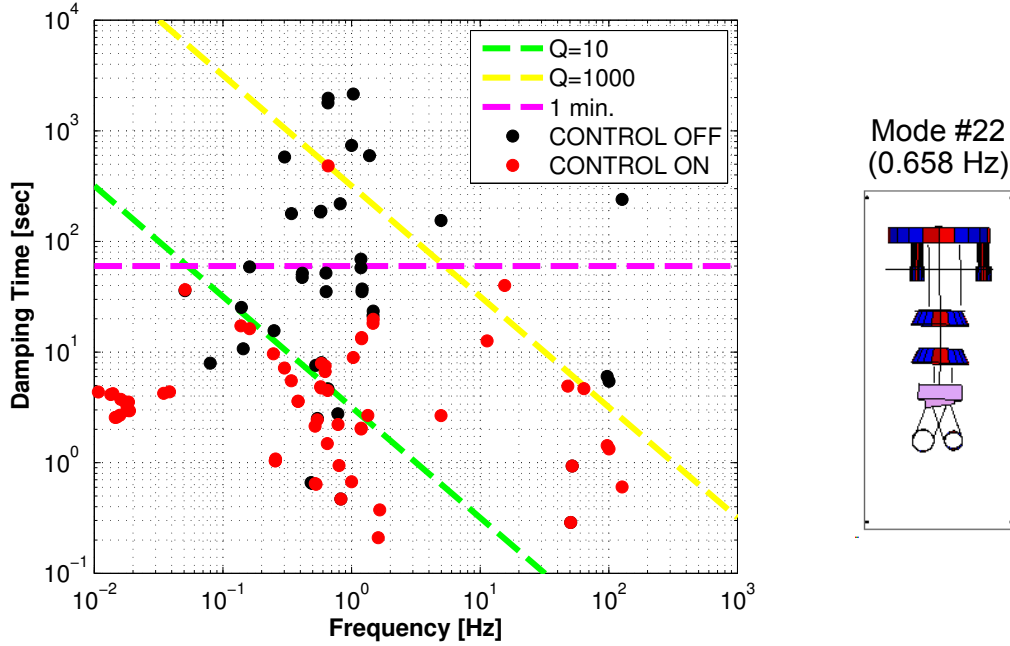 10^4
10^3
10^2
10^1
10^0
10^-1
Damping Time [sec]
Q=10
Q=1000
1 min.
CONTROL OFF
CONTROL ON
10^-2
10^-1
10^0
10^1
10^2
10^3
Frequency [Hz]
Mode #22
(0.658 Hz)